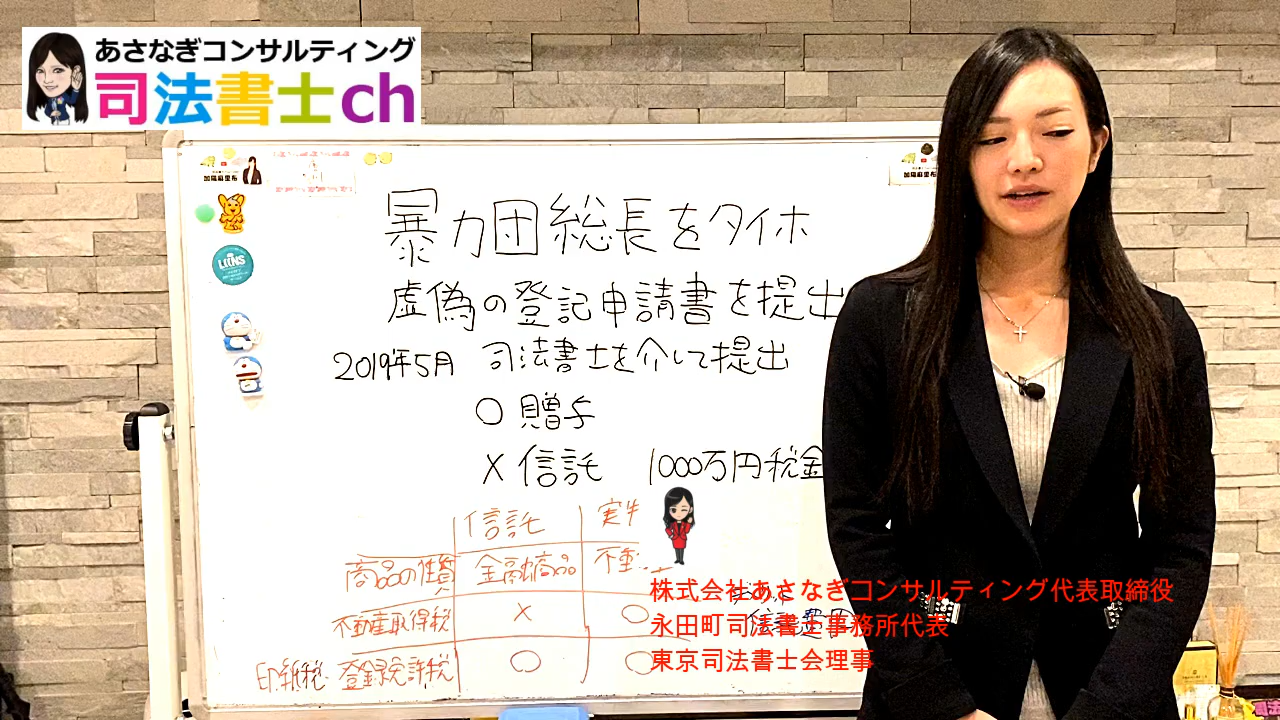 あさなぎコンサルティング
司法書士ch
暴力団総長をタイホ
虚偽の登記申請書を提出
2019年5月 司法書士を介して提出
○ 贈与
× 信託 1000万円税金
信託
商品の性質 金融商品 不動
不動産取得税 × ○
印紙税 登録免許税 ○ ○
LIONS
株式会社あさなぎコンサルティング代表取締役
永田町司法書士事務所代表
東京司法書士会理事